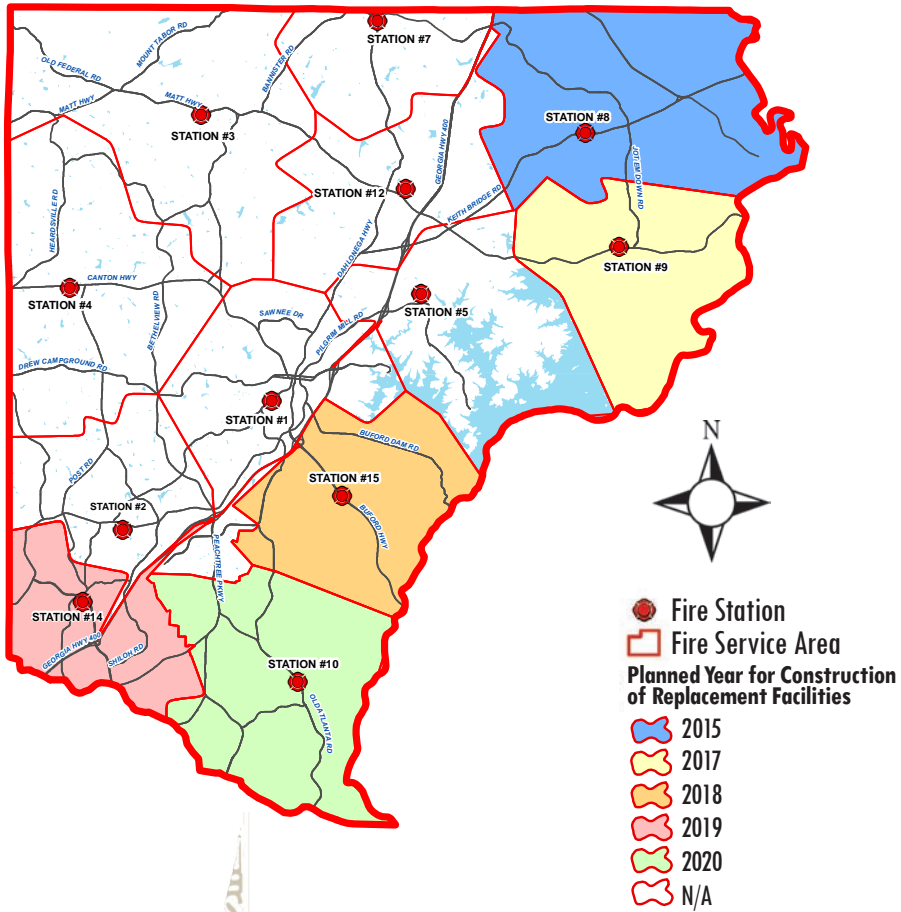 MOUNT TABOR RD
OLD FEDERAL RD
BANNISTER RD
STATION #7
MATT HWY
MATT HWY
STATION #3
GEORGIA HWY 400
STATION #8
JOT EM DOWN RD
STATION #12
KEITH BRIDGE RD
HEARDSVILLE RD
DAHLONEGA HWY
STATION #9
CANTON HWY
STATION #4
BETHELVIEW RD
SAWNEE DR
PILGRIM MILL RD
STATION #5
DREW CAMPGROUND RD
STATION #1
BUFORD DAM RD
POST RD
STATION #15
STATION #2
BUFORD HWY
PEACHTREE PKWY
STATION #14
GEORGIA HWY 400
SHILOH RD
STATION #10
OLD ATLANTA RD
N
Fire Station
Fire Service Area
Planned Year for Construction
of Replacement Facilities
2015
2017
2018
2019
2020
N/A